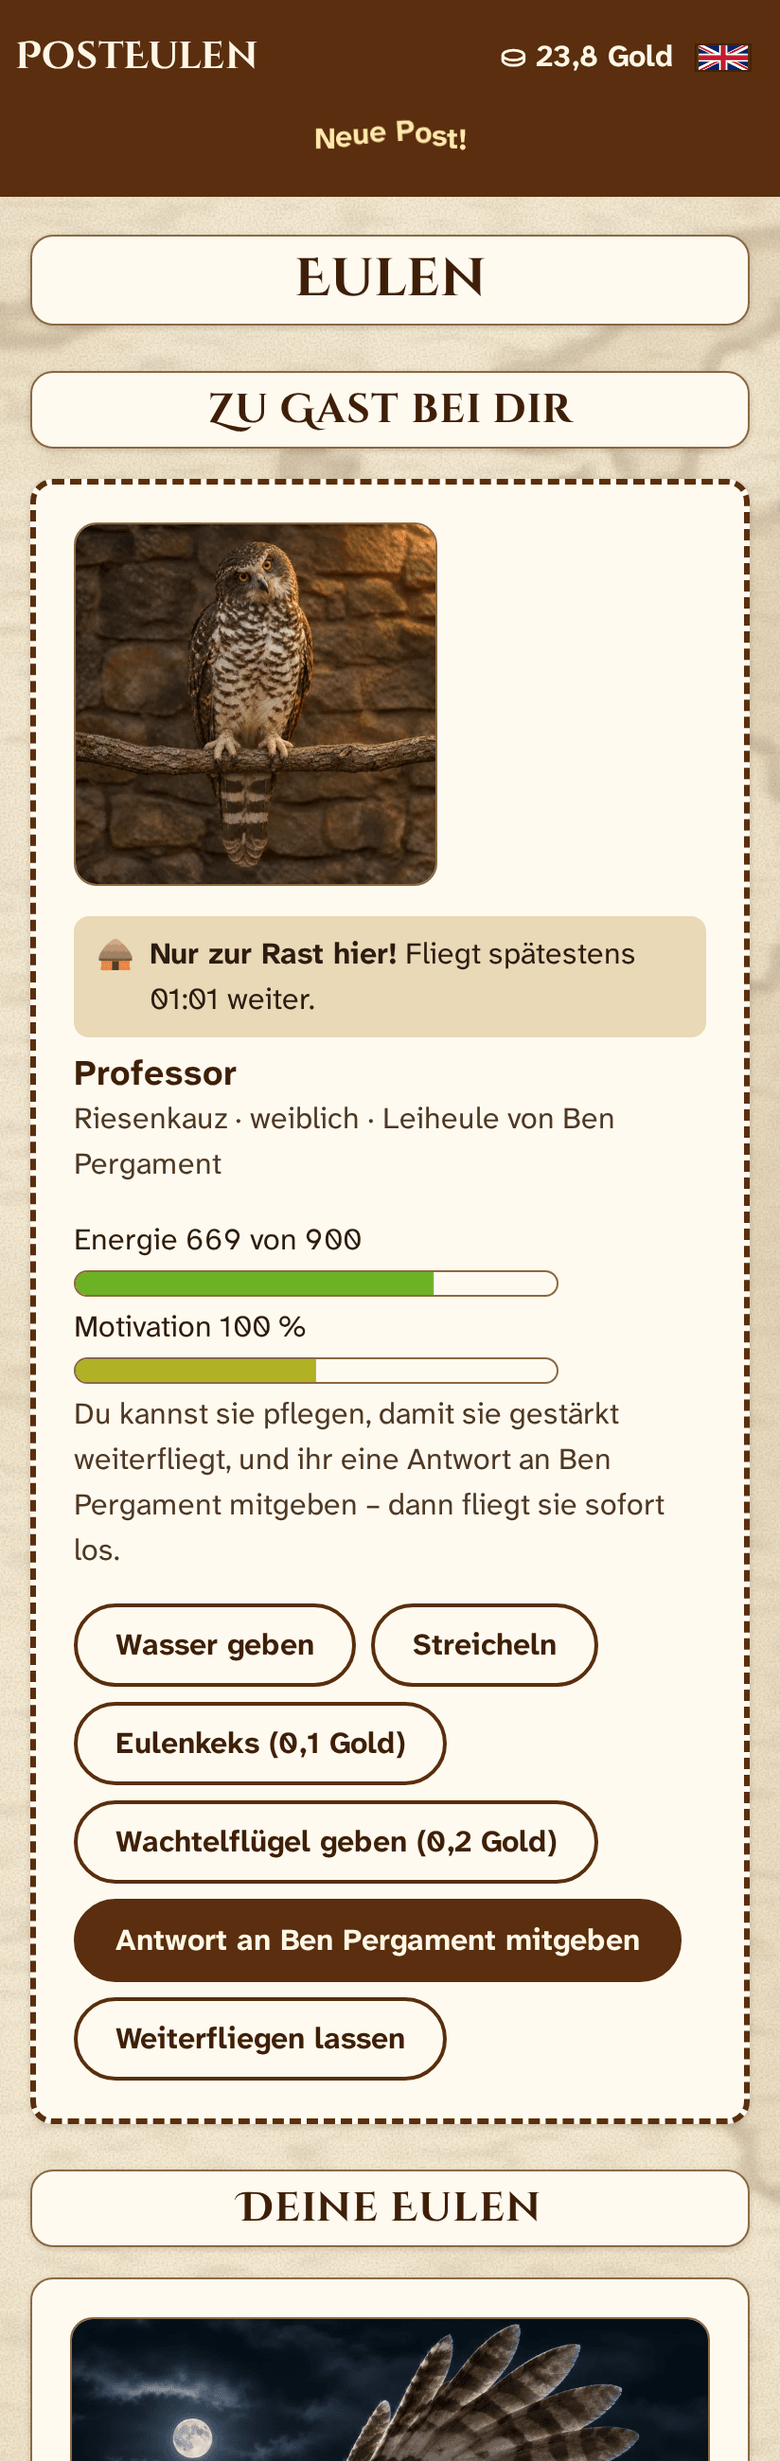 PostEulen
23,8 Gold
Neue Post!
Eulen
Zu Gast bei dir
Nur zur Rast hier! Fliegt spätestens
01:01 weiter.
Professor
Riesenkauz · weiblich · Leiheule von Ben
Pergament
Energie 669 von 900
Motivation 100 %
Du kannst sie pflegen, damit sie gestärkt
weiterfliegt, und ihr eine Antwort an Ben
Pergament mitgeben – dann fliegt sie sofort
los.
Wasser geben
Streicheln
Eulenkeks (0,1 Gold)
Wachtelflügel geben (0,2 Gold)
Antwort an Ben Pergament mitgeben
Weiterfliegen lassen
Deine Eulen